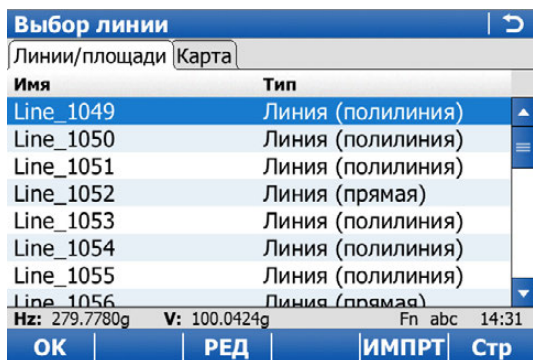 Выбор линии
Линии/площади Карта
Имя Тип
Line_1049 Линия (полилиния)
Line_1050 Линия (полилиния)
Line_1051 Линия (полилиния)
Line_1052 Линия (прямая)
Line_1053 Линия (полилиния)
Line_1054 Линия (полилиния)
Line_1055 Линия (полилиния)
Line_1056 Линия (прямая)
Hz: 279.7780g V: 100.0424g Fn abc 14:31
ОК РЕД ИМПРТ Стр